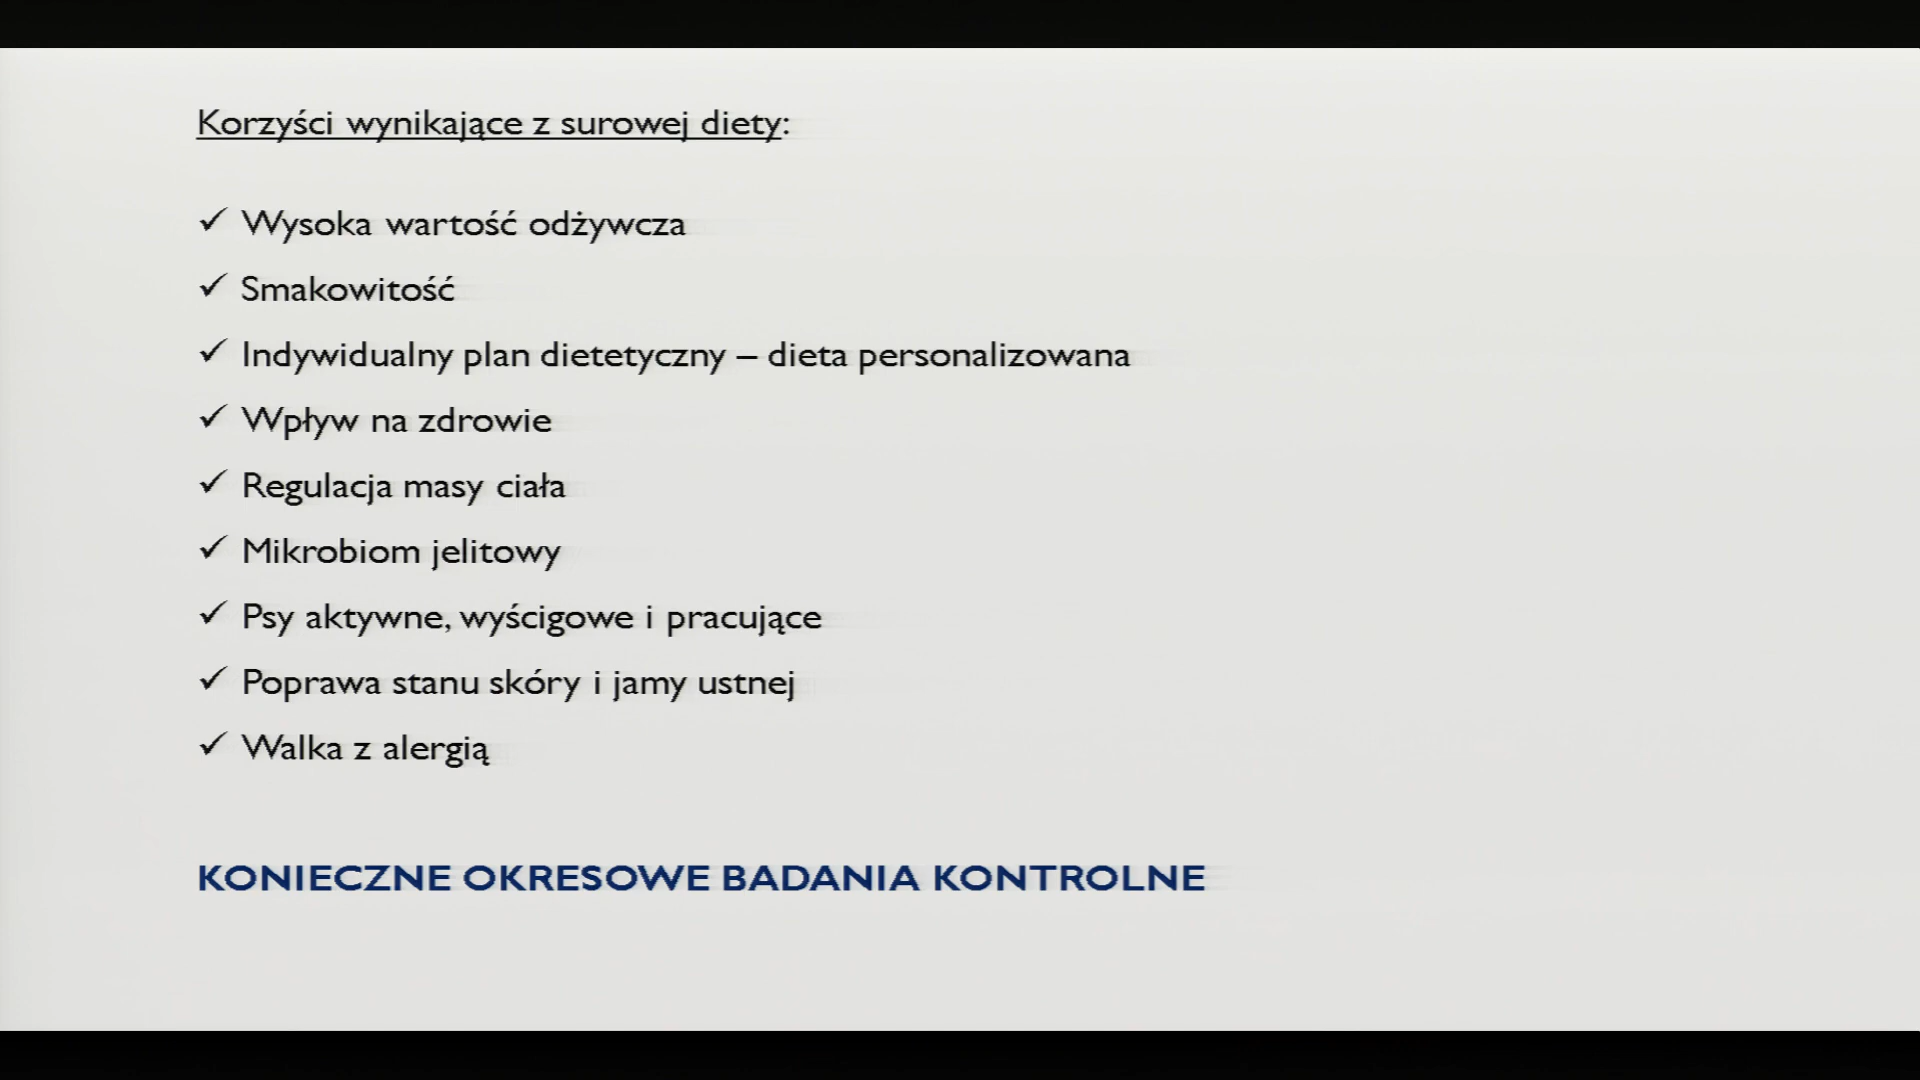 Korzyści wynikające z surowej diety:
✓ Wysoka wartość odżywcza
✓ Smakowitość
✓ Indywidualny plan dietetyczny – dieta personalizowana
✓ Wpływ na zdrowie
✓ Regulacja masy ciała
✓ Mikrobiom jelitowy
✓ Psy aktywne, wyścigowe i pracujące
✓ Poprawa stanu skóry i jamy ustnej
✓ Walka z alergią
KONIECZNE OKRESOWE BADANIA KONTROLNE